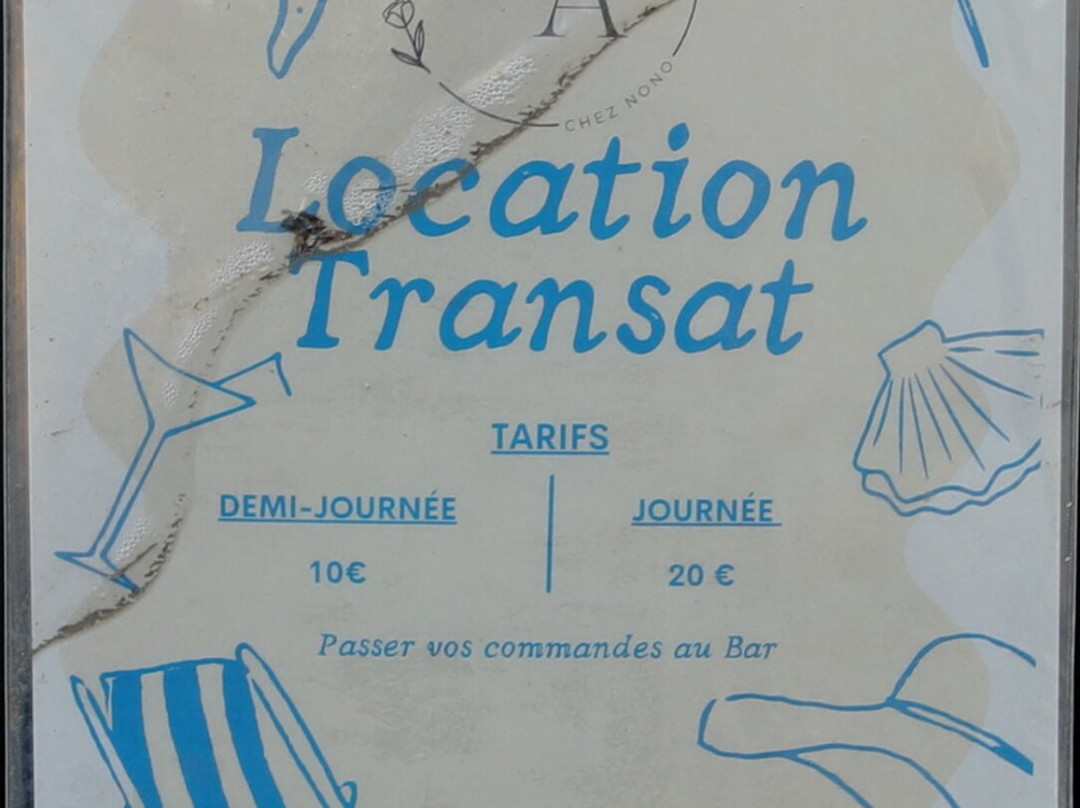 A
CHEZ NONO
Location
Transat
TARIFS
DEMI-JOURNÉE
JOURNÉE
10€
20 €
Passer vos commandes au Bar